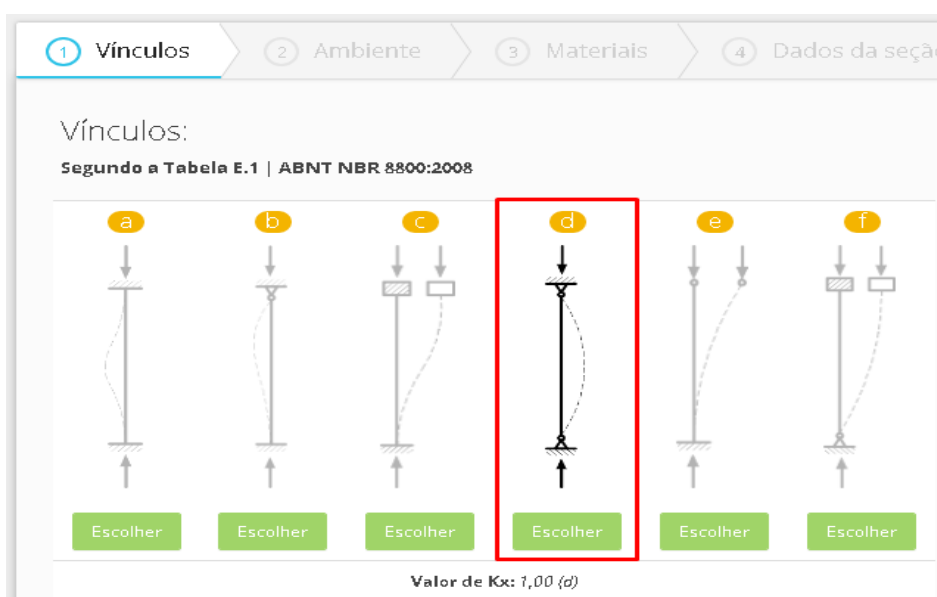 1 Vínculos 2 Ambiente 3 Materiais 4 Dados da seçã
Vínculos:
Segundo a Tabela E.1 | ABNT NBR 8800:2008
a b c d e f
Escolher Escolher Escolher Escolher Escolher Escolher
Valor de Kx: 1,00 (d)